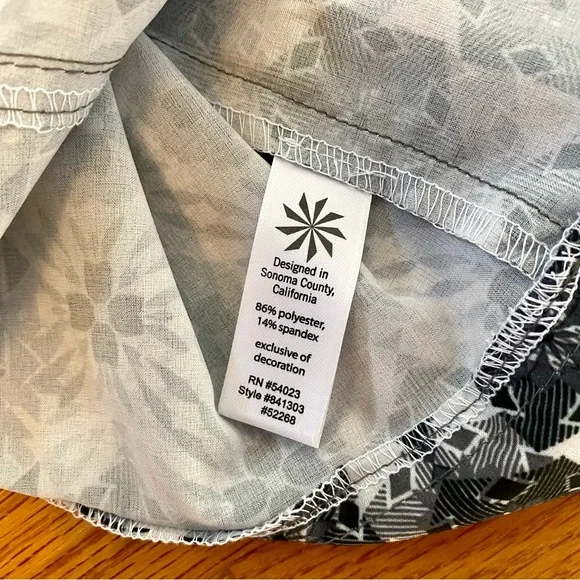 Designed in
Sonoma County,
California
86% polyester,
14% spandex
exclusive of
decoration
RN #54023
Style #841303
#52268